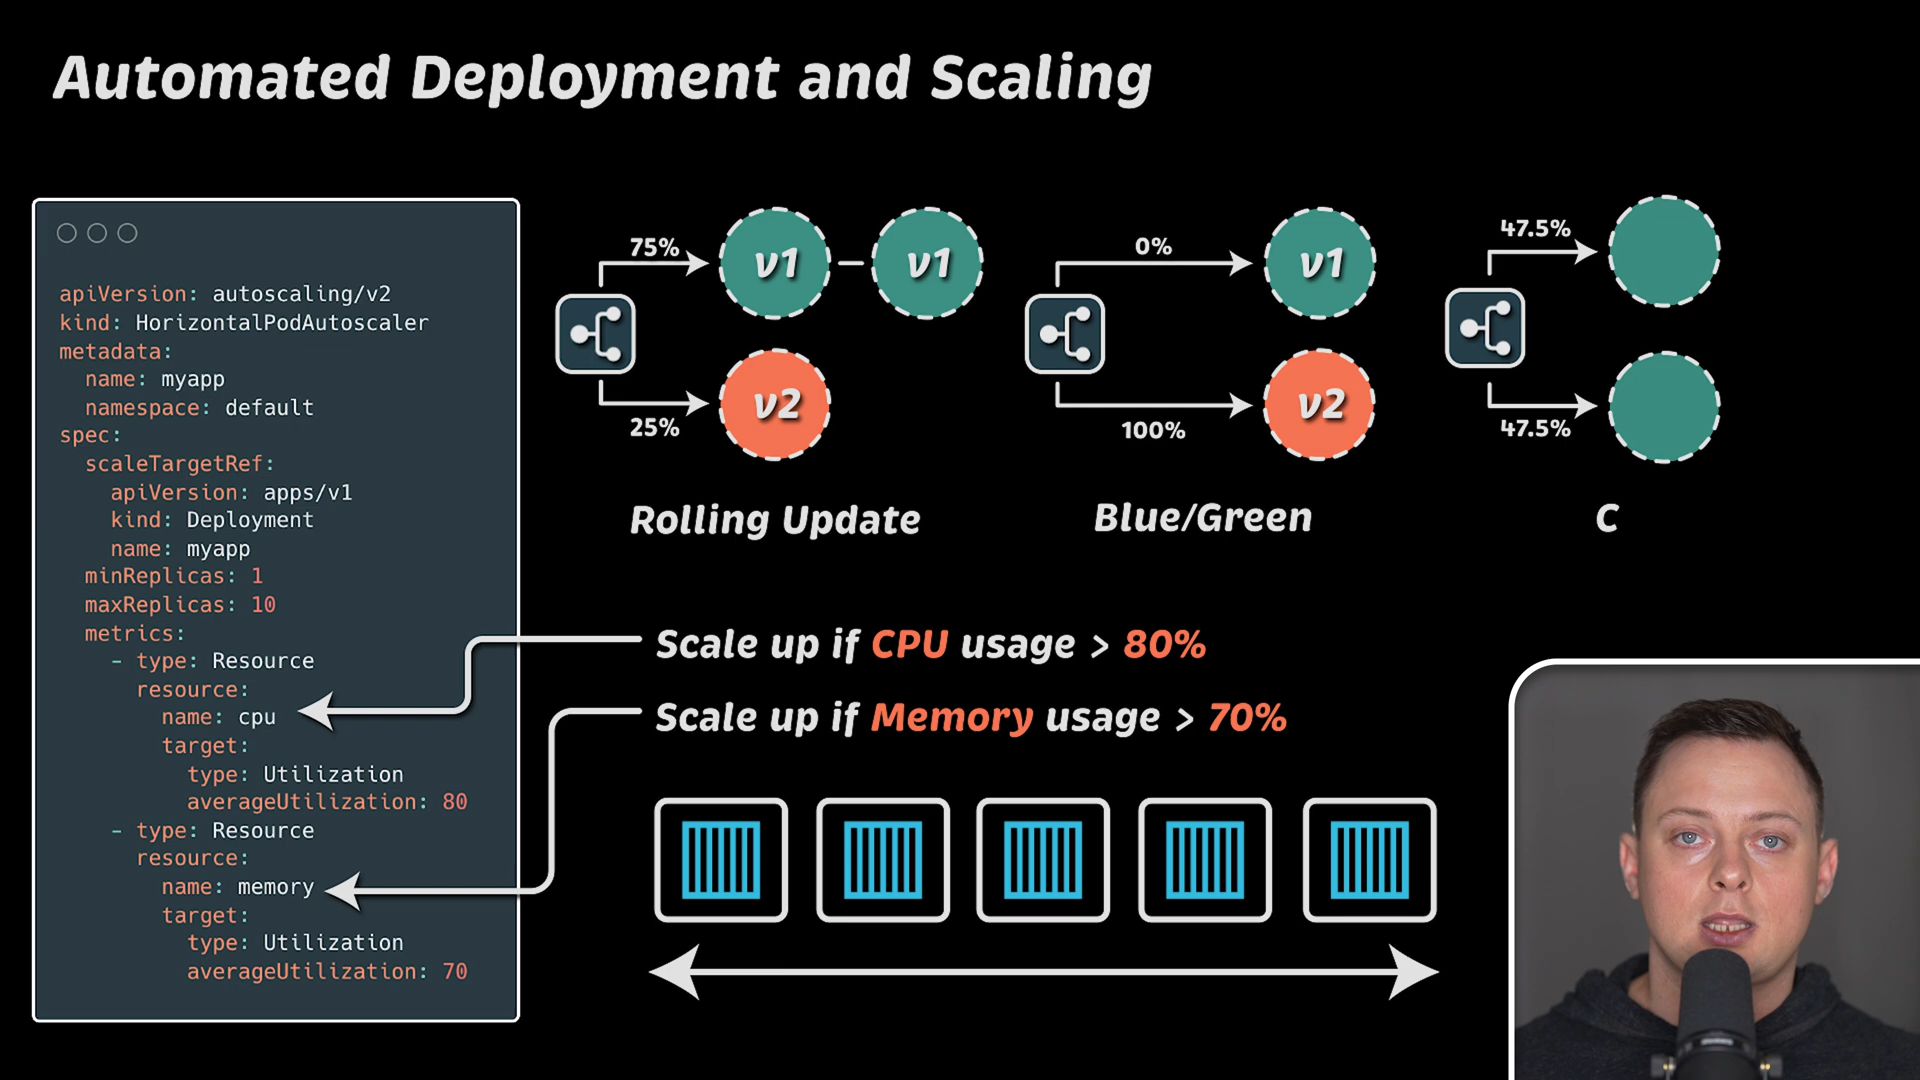 Automated Deployment and Scaling
apiVersion: autoscaling/v2
kind: HorizontalPodAutoscaler
metadata:
  name: myapp
  namespace: default
spec:
  scaleTargetRef:
    apiVersion: apps/v1
    kind: Deployment
    name: myapp
  minReplicas: 1
  maxReplicas: 10
  metrics:
    - type: Resource
      resource:
        name: cpu
        target:
          type: Utilization
          averageUtilization: 80
    - type: Resource
      resource:
        name: memory
        target:
          type: Utilization
          averageUtilization: 70
75%
v1
v1
v2
25%
Rolling Update
0%
v1
v2
100%
Blue/Green
47.5%
47.5%
C
Scale up if CPU usage > 80%
Scale up if Memory usage > 70%